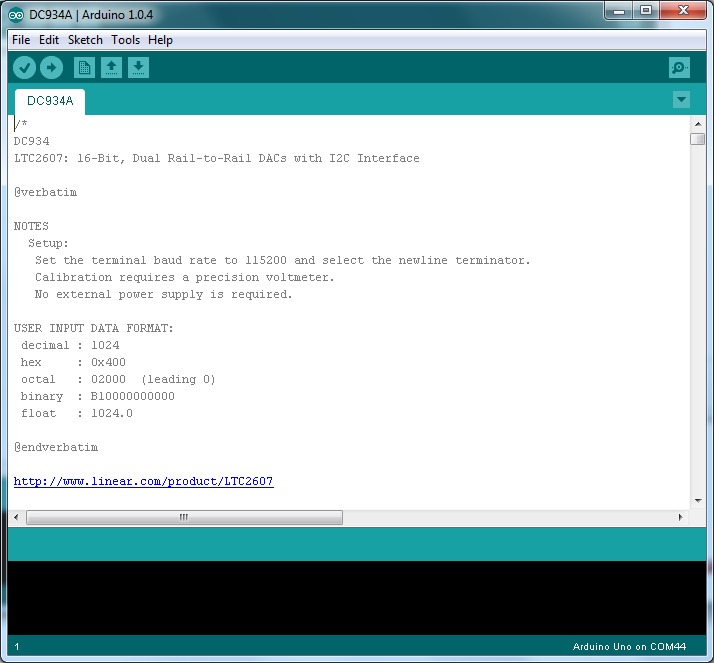 DC934A | Arduino 1.0.4
File Edit Sketch Tools Help
DC934A
/*
DC934
LTC2607: 16-Bit, Dual Rail-to-Rail DACs with I2C Interface
@verbatim
NOTES
Setup:
Set the terminal baud rate to 115200 and select the newline terminator.
Calibration requires a precision voltmeter.
No external power supply is required.
USER INPUT DATA FORMAT:
decimal : 1024
hex : 0x400
octal : 02000 (leading 0)
binary : B10000000000
float : 1024.0
@endverbatim
http://www.linear.com/product/LTC2607
1
Arduino Uno on COM44